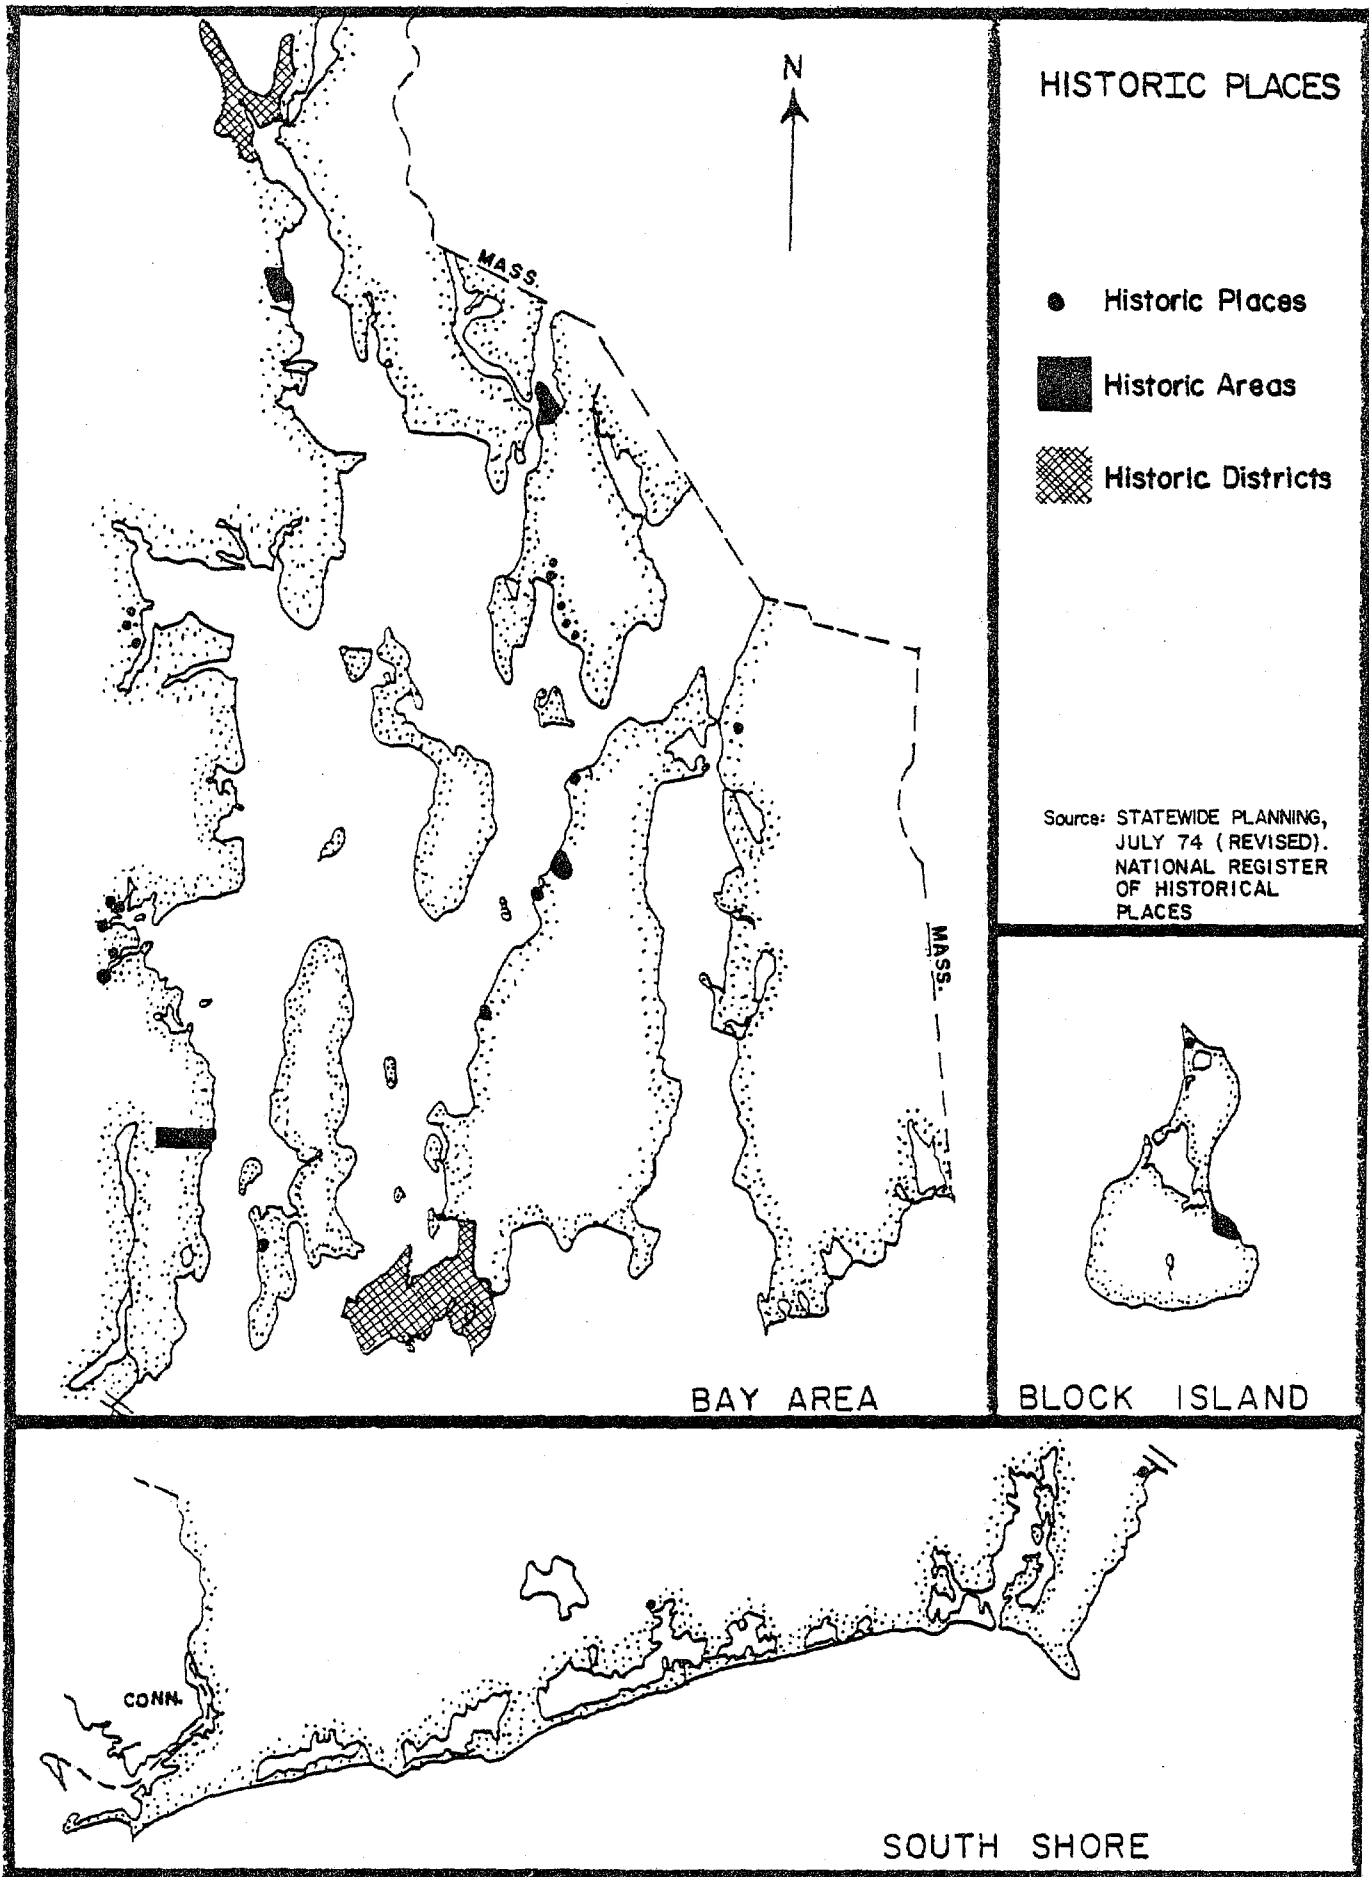 HISTORIC PLACES
N
MASS.
Historic Places
Historic Areas
Historic Districts
Source: STATEWIDE PLANNING,
JULY 74 (REVISED).
NATIONAL REGISTER
OF HISTORICAL
PLACES
MASS.
BAY AREA
BLOCK ISLAND
CONN.
SOUTH SHORE